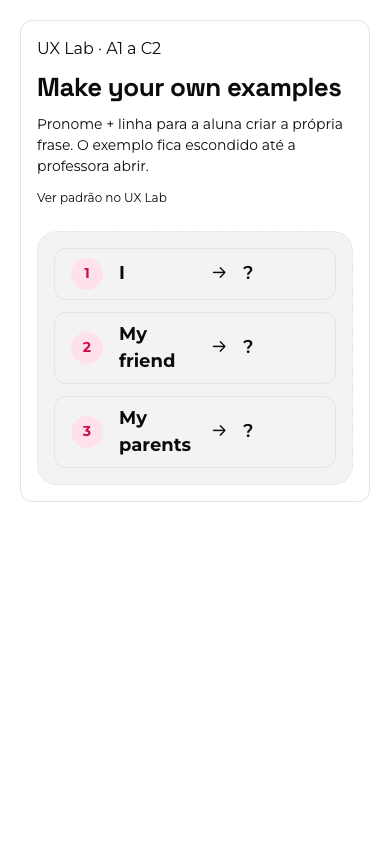 UX Lab · A1 a C2
Make your own examples
Pronome + linha para a aluna criar a própria
frase. O exemplo fica escondido até a
professora abrir.
Ver padrão no UX Lab
1 I → ?
2 My friend → ?
3 My parents → ?